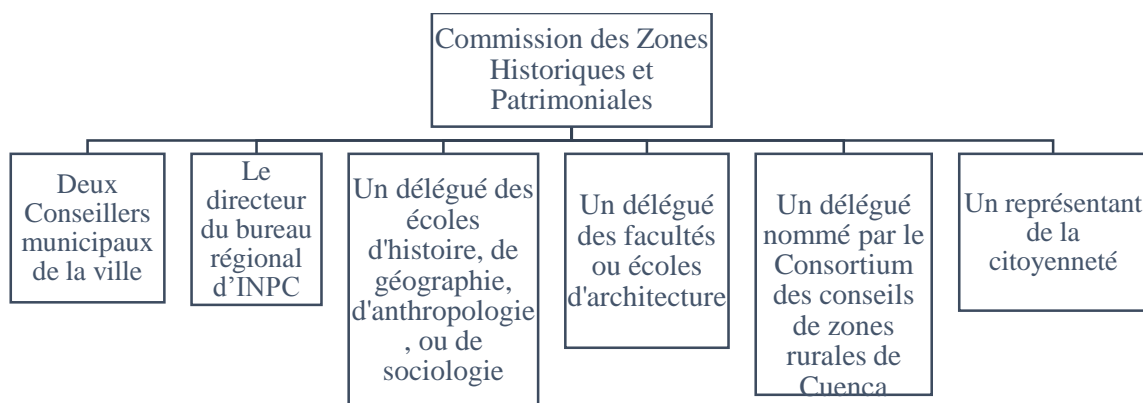 Commission des Zones
Historiques et
Patrimoniales
Deux
Conseillers
municipaux
de la ville
Le
directeur
du bureau
régional
d’INPC
Un délégué des
écoles
d'histoire, de
géographie,
d'anthropologie
, ou de
sociologie
Un délégué
des facultés
ou écoles
d'architecture
Un délégué
nommé par le
Consortium
des conseils
de zones
rurales de
Cuenca
Un représentant
de la
citoyenneté